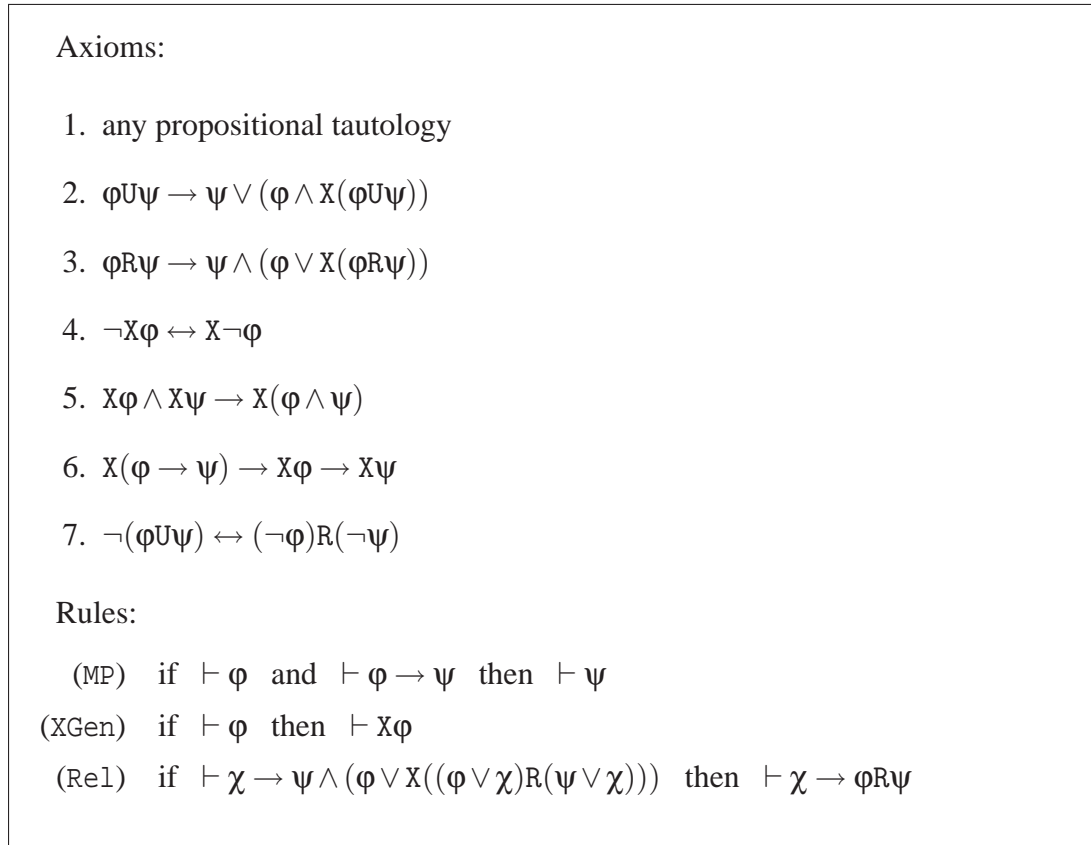 Axioms:
1. any propositional tautology
2. φUψ → ψ ∨ (φ ∧ X(φUψ))
3. φRψ → ψ ∧ (φ ∨ X(φRψ))
4. ¬Xφ ↔ X¬φ
5. Xφ ∧ Xψ → X(φ ∧ ψ)
6. X(φ → ψ) → Xφ → Xψ
7. ¬(φUψ) ↔ (¬φ)R(¬ψ)
Rules:
(MP) if ⊢ φ and ⊢ φ → ψ then ⊢ ψ
(XGen) if ⊢ φ then ⊢ Xφ
(Rel) if ⊢ χ → ψ ∧ (φ ∨ X((φ ∨ χ)R(ψ ∨ χ))) then ⊢ χ → φRψ